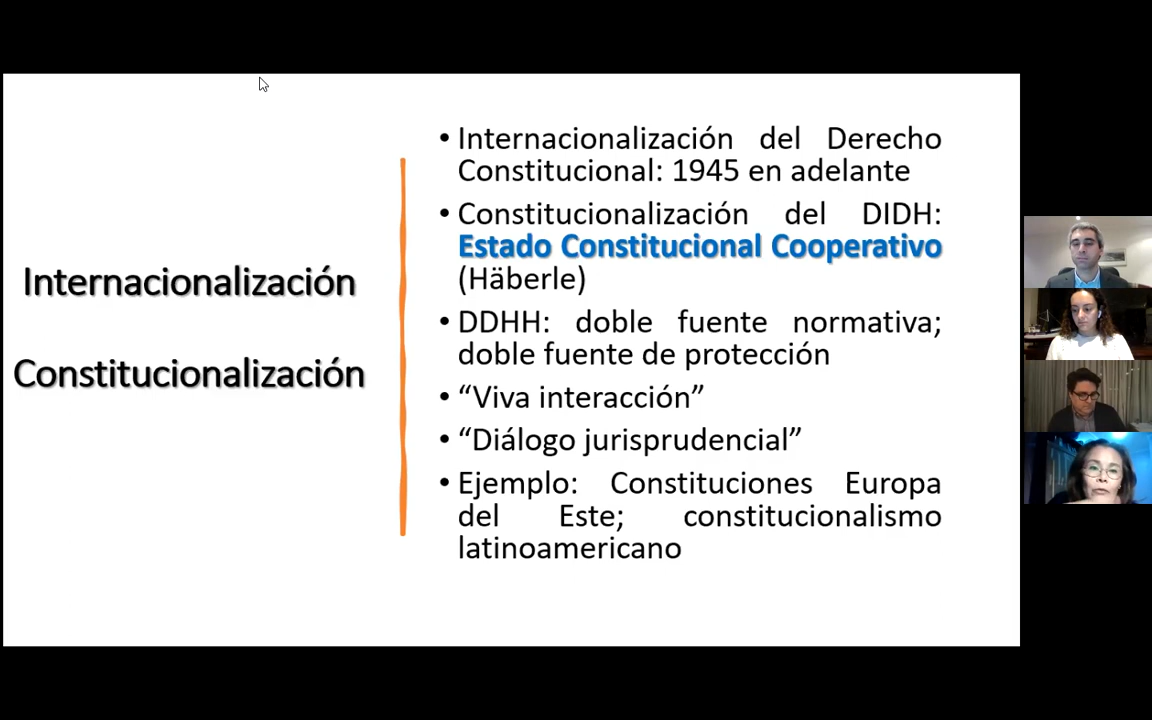 Internacionalización
Constitucionalización
• Internacionalización del Derecho
Constitucional: 1945 en adelante
• Constitucionalización del DIDH:
Estado Constitucional Cooperativo
(Häberle)
• DDHH: doble fuente normativa;
doble fuente de protección
• “Viva interacción”
• “Diálogo jurisprudencial”
• Ejemplo: Constituciones Europa
del Este; constitucionalismo
latinoamericano